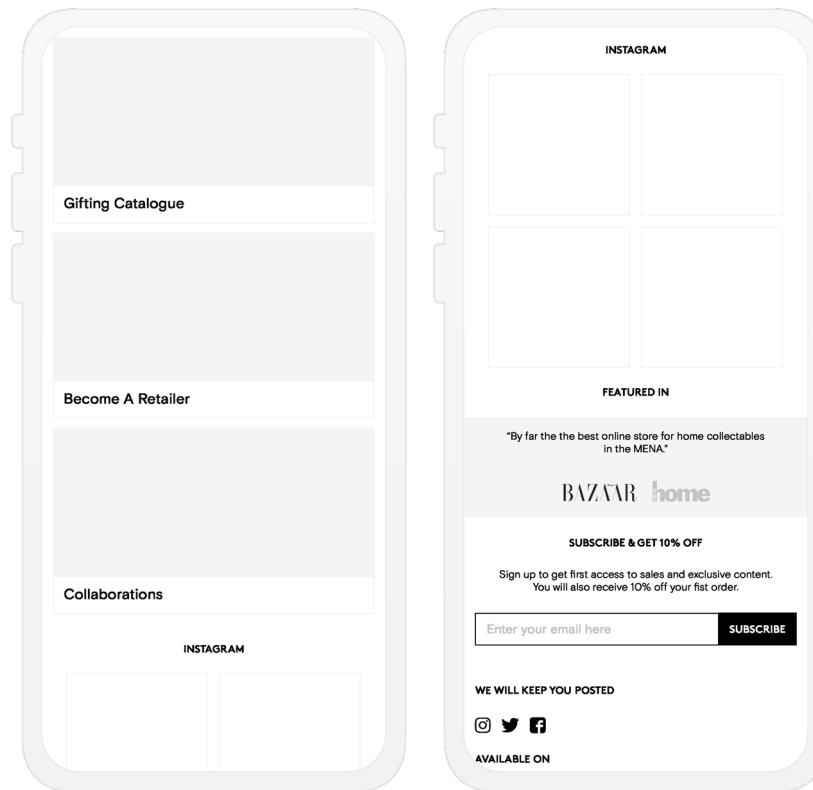 Gifting Catalogue
Become A Retailer
Collaborations
INSTAGRAM
INSTAGRAM
FEATURED IN
“By far the the best online store for home collectables
in the MENA.”
BAZAAR home
SUBSCRIBE & GET 10% OFF
Sign up to get first access to sales and exclusive content.
You will also receive 10% off your fist order.
Enter your email here SUBSCRIBE
WE WILL KEEP YOU POSTED
AVAILABLE ON